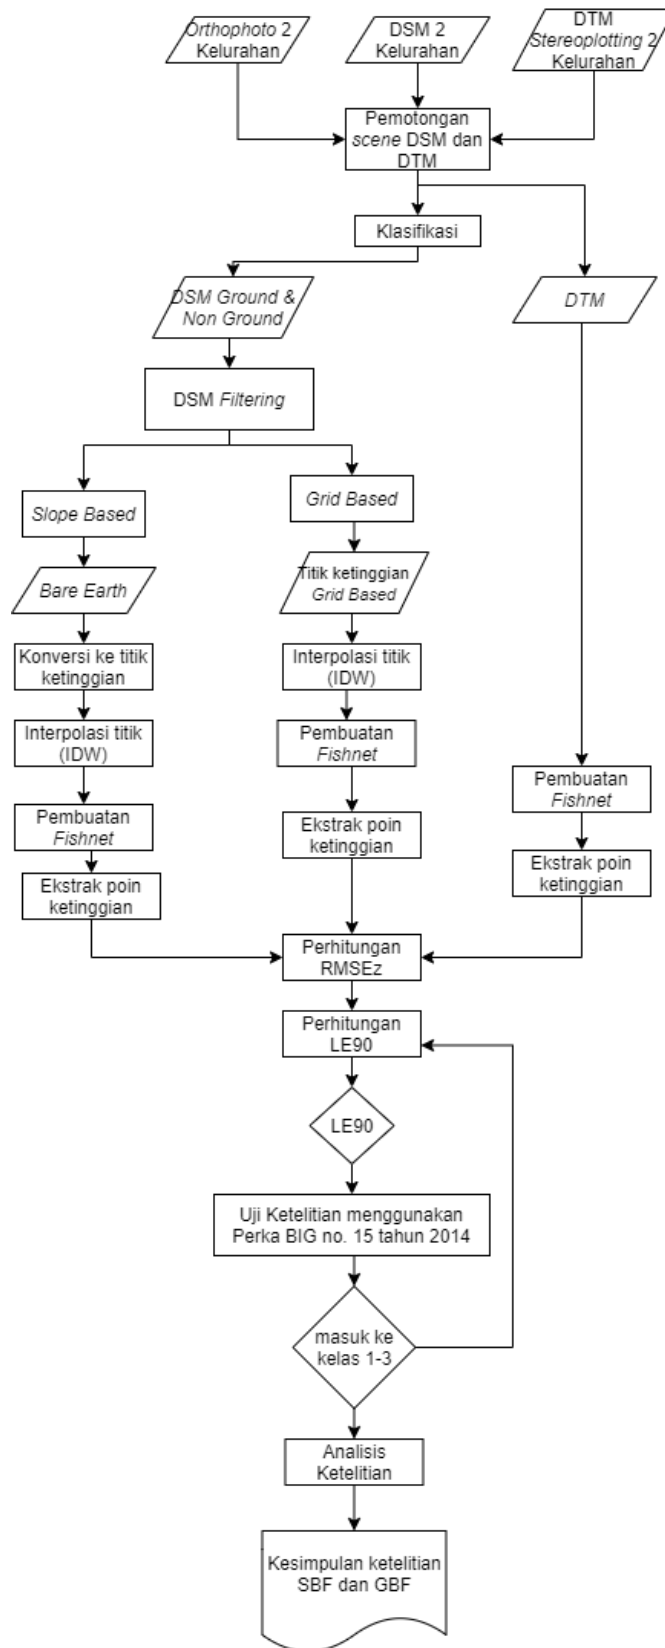 Orthophoto 2
Kelurahan
DSM 2
Kelurahan
DTM
Stereoplotting 2
Kelurahan
Pemotongan
scene DSM dan
DTM
Klasifikasi
DSM Ground &
Non Ground
DTM
DSM Filtering
Slope Based
Grid Based
Bare Earth
Titik ketinggian
Grid Based
Konversi ke titik
ketinggian
Interpolasi titik
(IDW)
Interpolasi titik
(IDW)
Pembuatan
Fishnet
Pembuatan
Fishnet
Pembuatan
Fishnet
Ekstrak poin
ketinggian
Ekstrak poin
ketinggian
Ekstrak poin
ketinggian
Perhitungan
RMSEz
Perhitungan
LE90
LE90
Uji Ketelitian menggunakan
Perka BIG no. 15 tahun 2014
masuk ke
kelas 1-3
Analisis
Ketelitian
Kesimpulan ketelitian
SBF dan GBF